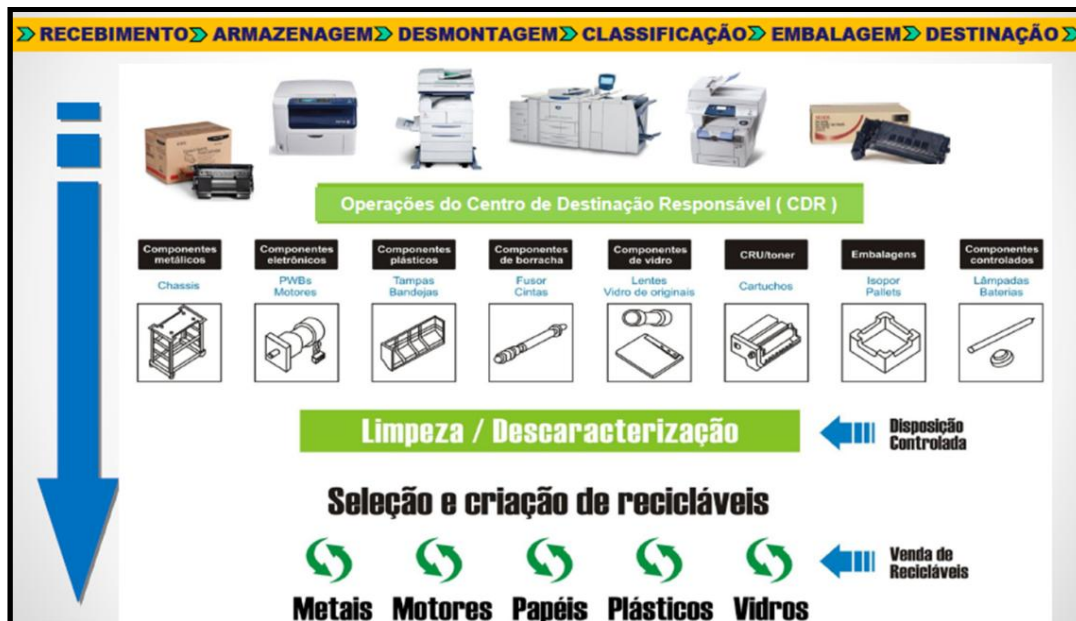 RECEBIMENTO ARMAZENAGEM DESMONTAGEM CLASSIFICAÇÃO EMBALAGEM DESTINAÇÃO
Operações do Centro de Destinação Responsável ( CDR )
Componentes
metálicos
Chassis
Componentes
eletrônicos
PWBs
Motores
Componentes
plásticos
Tampas
Bandejas
Componentes
de borracha
Fusor
Cintas
Componentes
de vidro
Lentes
Vidro de originais
CRU/toner
Cartuchos
Embalagens
Isopor
Pallets
Componentes
controlados
Lâmpadas
Baterias
Limpeza / Descaracterização
Disposição
Controlada
Seleção e criação de recicláveis
Venda de
Recicláveis
Metais Motores Papéis Plásticos Vidros